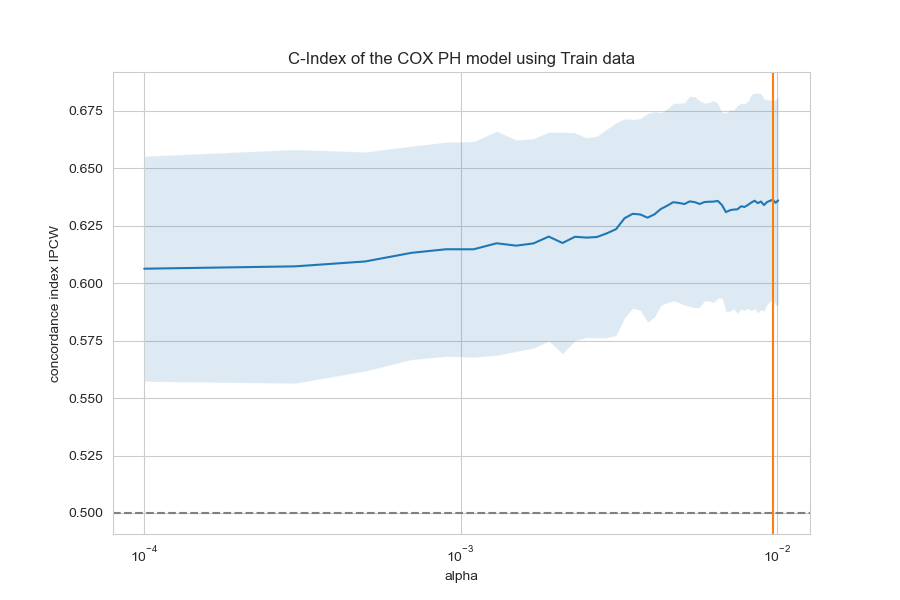 C-Index of the COX PH model using Train data
concordance index IPCW
0.675
0.650
0.625
0.600
0.575
0.550
0.525
0.500
10⁻⁴ 10⁻³ 10⁻²
alpha